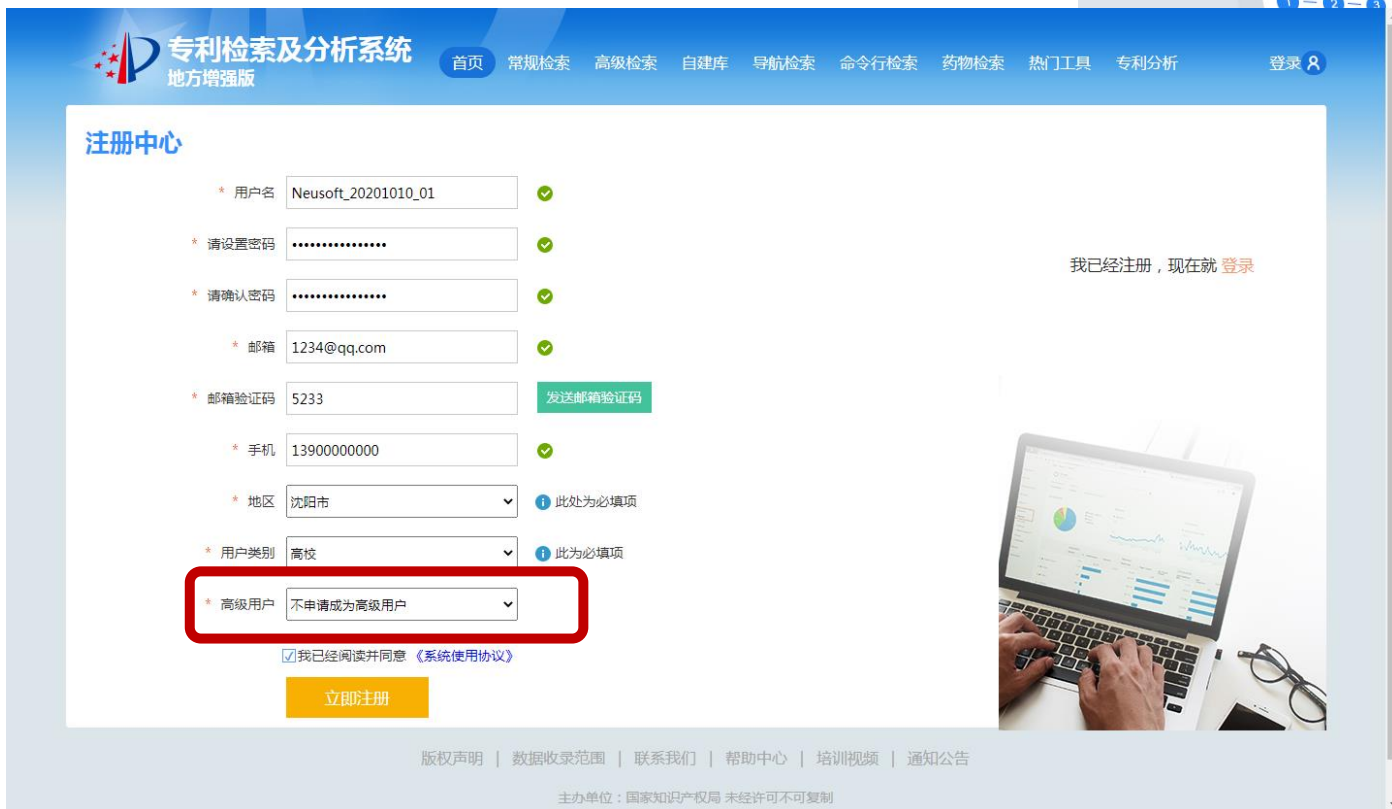 1 2 3
专利检索及分析系统
地方增强版
首页 常规检索 高级检索 自建库 导航检索 命令行检索 药物检索 热门工具 专利分析 登录
注册中心
* 用户名 Neusoft_20201010_01
* 请设置密码 ••••••••••••••••
* 请确认密码 ••••••••••••••••
我已经注册，现在就 登录
* 邮箱 1234@qq.com
* 邮箱验证码 5233 发送邮箱验证码
* 手机 13900000000
* 地区 沈阳市 此处为必填项
* 用户类别 高校 此为必填项
* 高级用户 不申请成为高级用户
我已经阅读并同意 《系统使用协议》
立即注册
版权声明 | 数据收录范围 | 联系我们 | 帮助中心 | 培训视频 | 通知公告
主办单位：国家知识产权局 未经许可不可复制